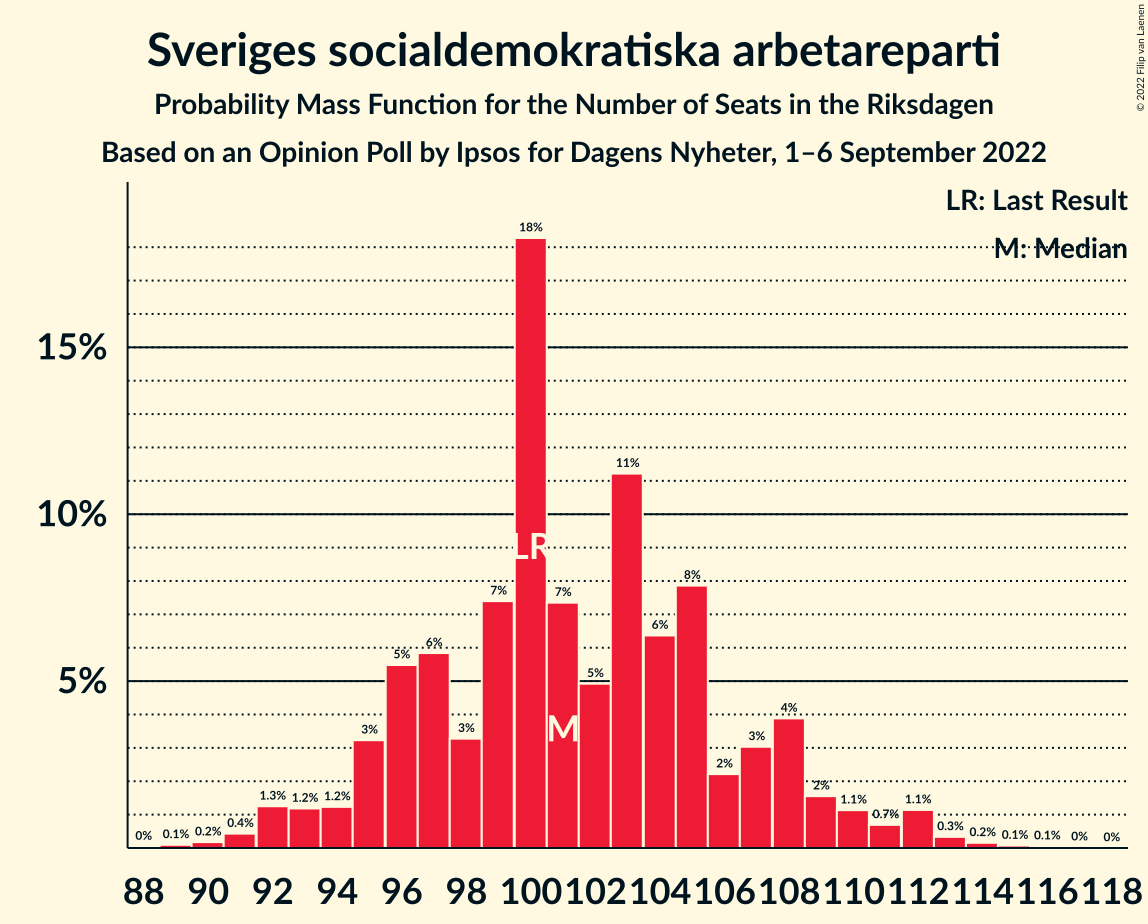 Sveriges socialdemokratiska arbetareparti
Probability Mass Function for the Number of Seats in the Riksdagen
Based on an Opinion Poll by Ipsos for Dagens Nyheter, 1–6 September 2022
© 2022 Filip van Laenen
LR: Last Result
M: Median
15%
10%
5%
0% 0.1% 0.2% 0.4% 1.3% 1.2% 1.2% 3% 5% 6% 3% 7% 18% 7% 5% 11% 6% 8% 2% 3% 4% 2% 1.1% 0.7% 1.1% 0.3% 0.2% 0.1% 0.1% 0% 0%
LR
M
88 90 92 94 96 98 100 102 104 106 108 110 112 114 116 118